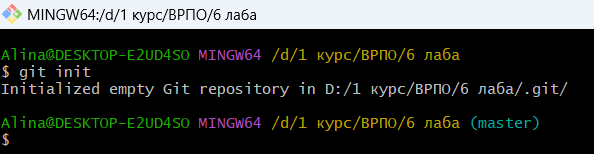 MINGW64:/d/1 курс/ВРПО/6 лаба
Alina@DESKTOP-E2UD4SO MINGW64 /d/1 курс/ВРПО/6 лаба
$ git init
Initialized empty Git repository in D:/1 курс/ВРПО/6 лаба/.git/
Alina@DESKTOP-E2UD4SO MINGW64 /d/1 курс/ВРПО/6 лаба (master)
$